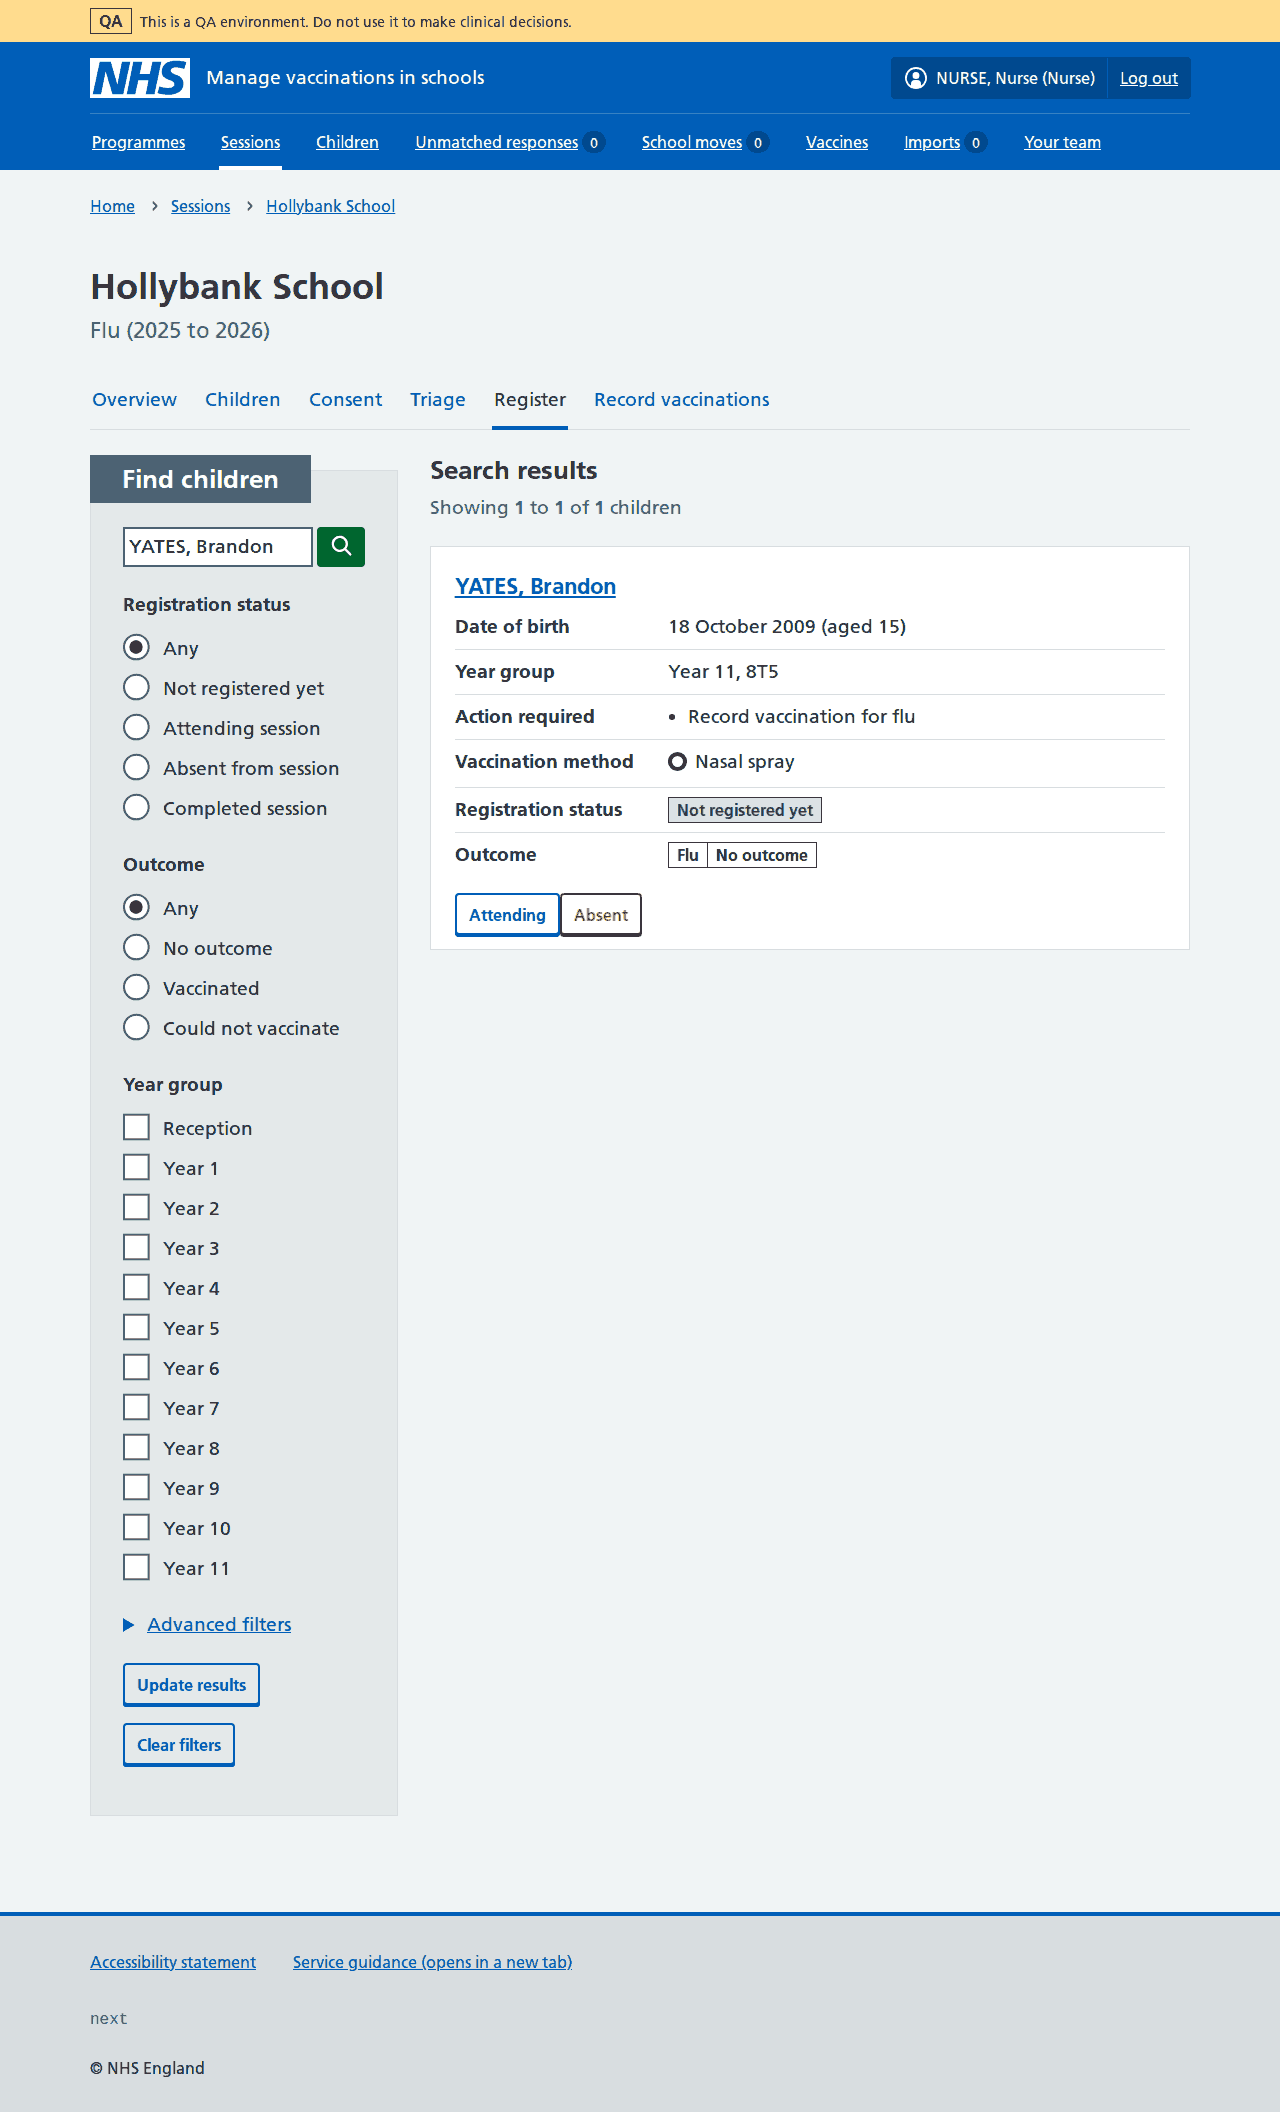 QA This is a QA environment. Do not use it to make clinical decisions.
NHS Manage vaccinations in schools
NURSE, Nurse (Nurse) Log out
Programmes Sessions Children Unmatched responses 0 School moves 0 Vaccines Imports 0 Your team
Home Sessions Hollybank School
Hollybank School
Flu (2025 to 2026)
Overview Children Consent Triage Register Record vaccinations
Find children
YATES, Brandon
Registration status
Any
Not registered yet
Attending session
Absent from session
Completed session
Outcome
Any
No outcome
Vaccinated
Could not vaccinate
Year group
Reception
Year 1
Year 2
Year 3
Year 4
Year 5
Year 6
Year 7
Year 8
Year 9
Year 10
Year 11
Advanced filters
Update results
Clear filters
Search results
Showing 1 to 1 of 1 children
YATES, Brandon
Date of birth 18 October 2009 (aged 15)
Year group Year 11, 8T5
Action required • Record vaccination for flu
Vaccination method Nasal spray
Registration status Not registered yet
Outcome Flu No outcome
Attending Absent
Accessibility statement Service guidance (opens in a new tab)
next
© NHS England